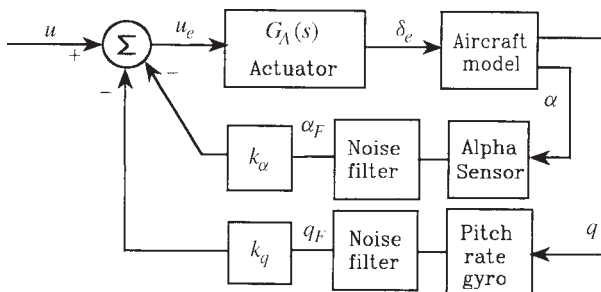 u
+
Σ
−
−
u_e
G_A(s)
Actuator
δ_e
Aircraft
model
α
k_α
α_F
Noise
filter
Alpha
Sensor
k_q
q_F
Noise
filter
Pitch
rate
gyro
q